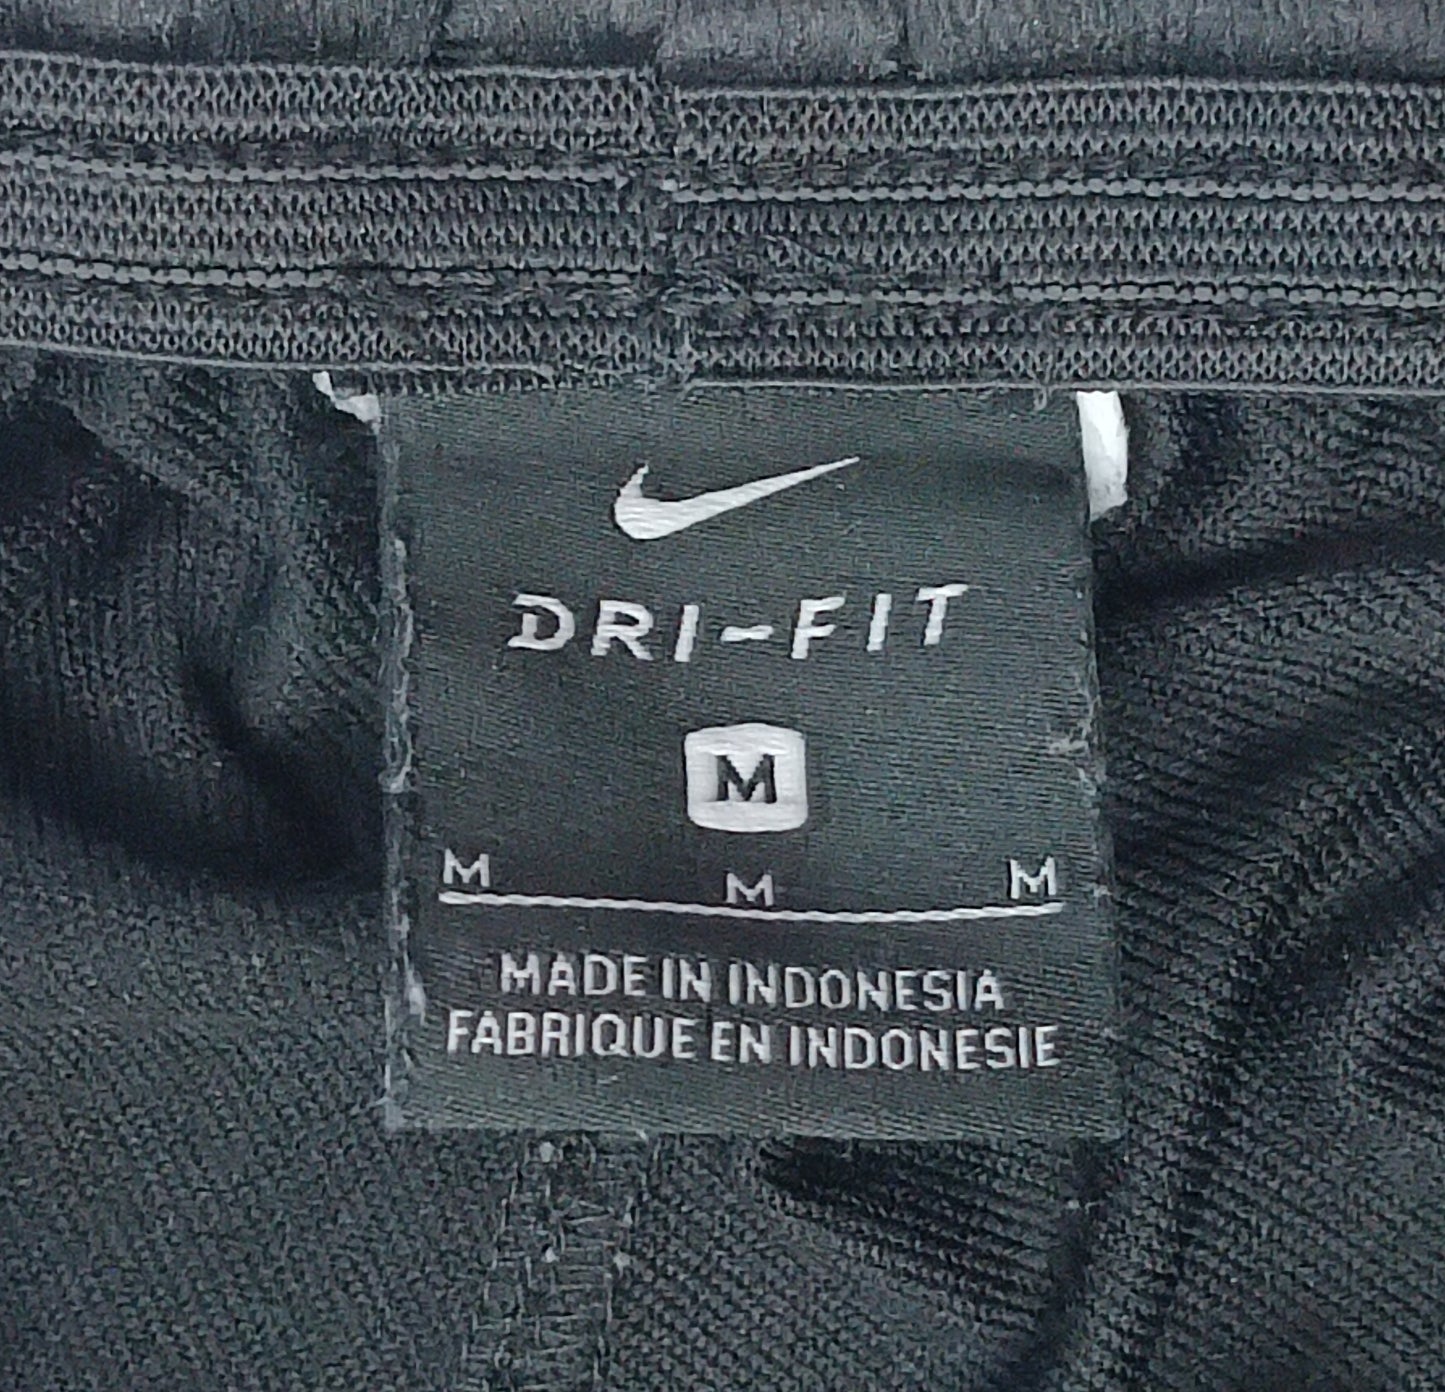 DRI-FIT
M
M M M
MADE IN INDONESIA
FABRIQUE EN INDONESIE